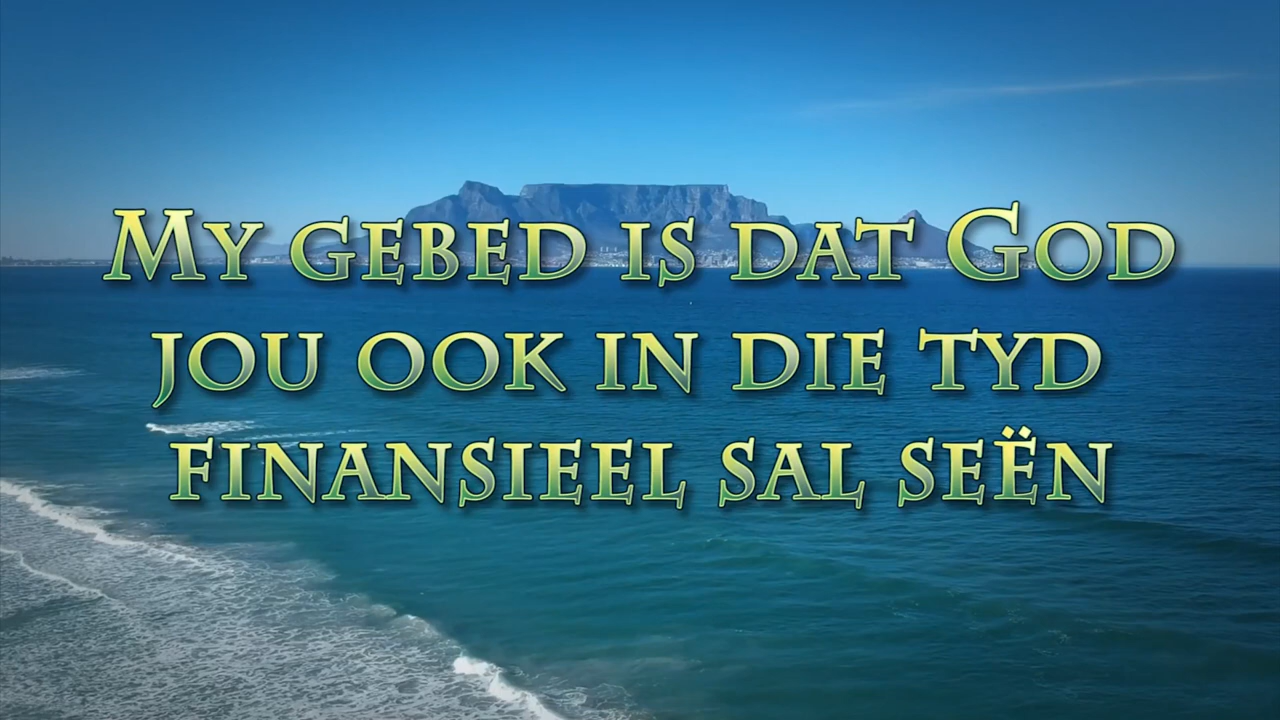 My gebed is dat God
jou ook in die tyd
finansieel sal seën